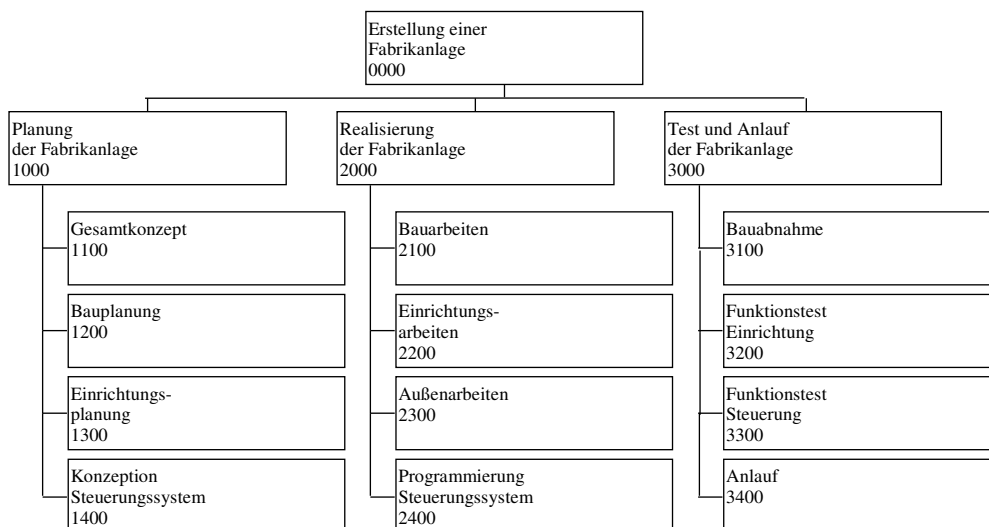 Erstellung einer
Fabrikanlage
0000
Planung
der Fabrikanlage
1000
Realisierung
der Fabrikanlage
2000
Test und Anlauf
der Fabrikanlage
3000
Gesamtkonzept
1100
Bauplanung
1200
Einrichtungs-
planung
1300
Konzeption
Steuerungssystem
1400
Bauarbeiten
2100
Einrichtungs-
arbeiten
2200
Außenarbeiten
2300
Programmierung
Steuerungssystem
2400
Bauabnahme
3100
Funktionstest
Einrichtung
3200
Funktionstest
Steuerung
3300
Anlauf
3400